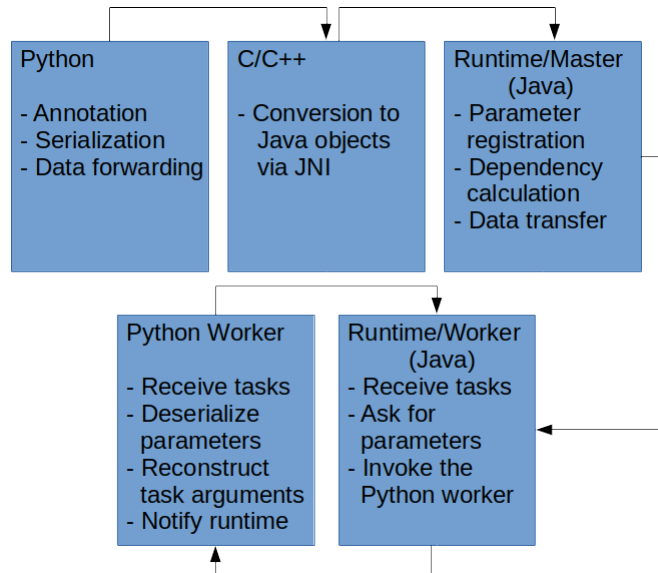 Python
- Annotation
- Serialization
- Data forwarding
C/C++
- Conversion to
Java objects
via JNI
Runtime/Master
(Java)
- Parameter
registration
- Dependency
calculation
- Data transfer
Python Worker
- Receive tasks
- Deserialize
parameters
- Reconstruct
task arguments
- Notify runtime
Runtime/Worker
(Java)
- Receive tasks
- Ask for
parameters
- Invoke the
Python worker